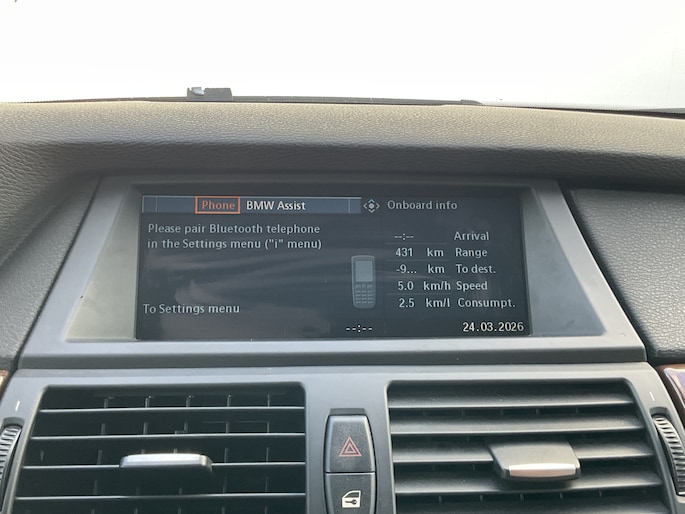 Phone BMW Assist Onboard info
Please pair Bluetooth telephone
in the Settings menu ("i" menu)
To Settings menu
--:-- Arrival
431 km Range
-9... km To dest.
5.0 km/h Speed
2.5 km/l Consumpt.
--:-- 24.03.2026